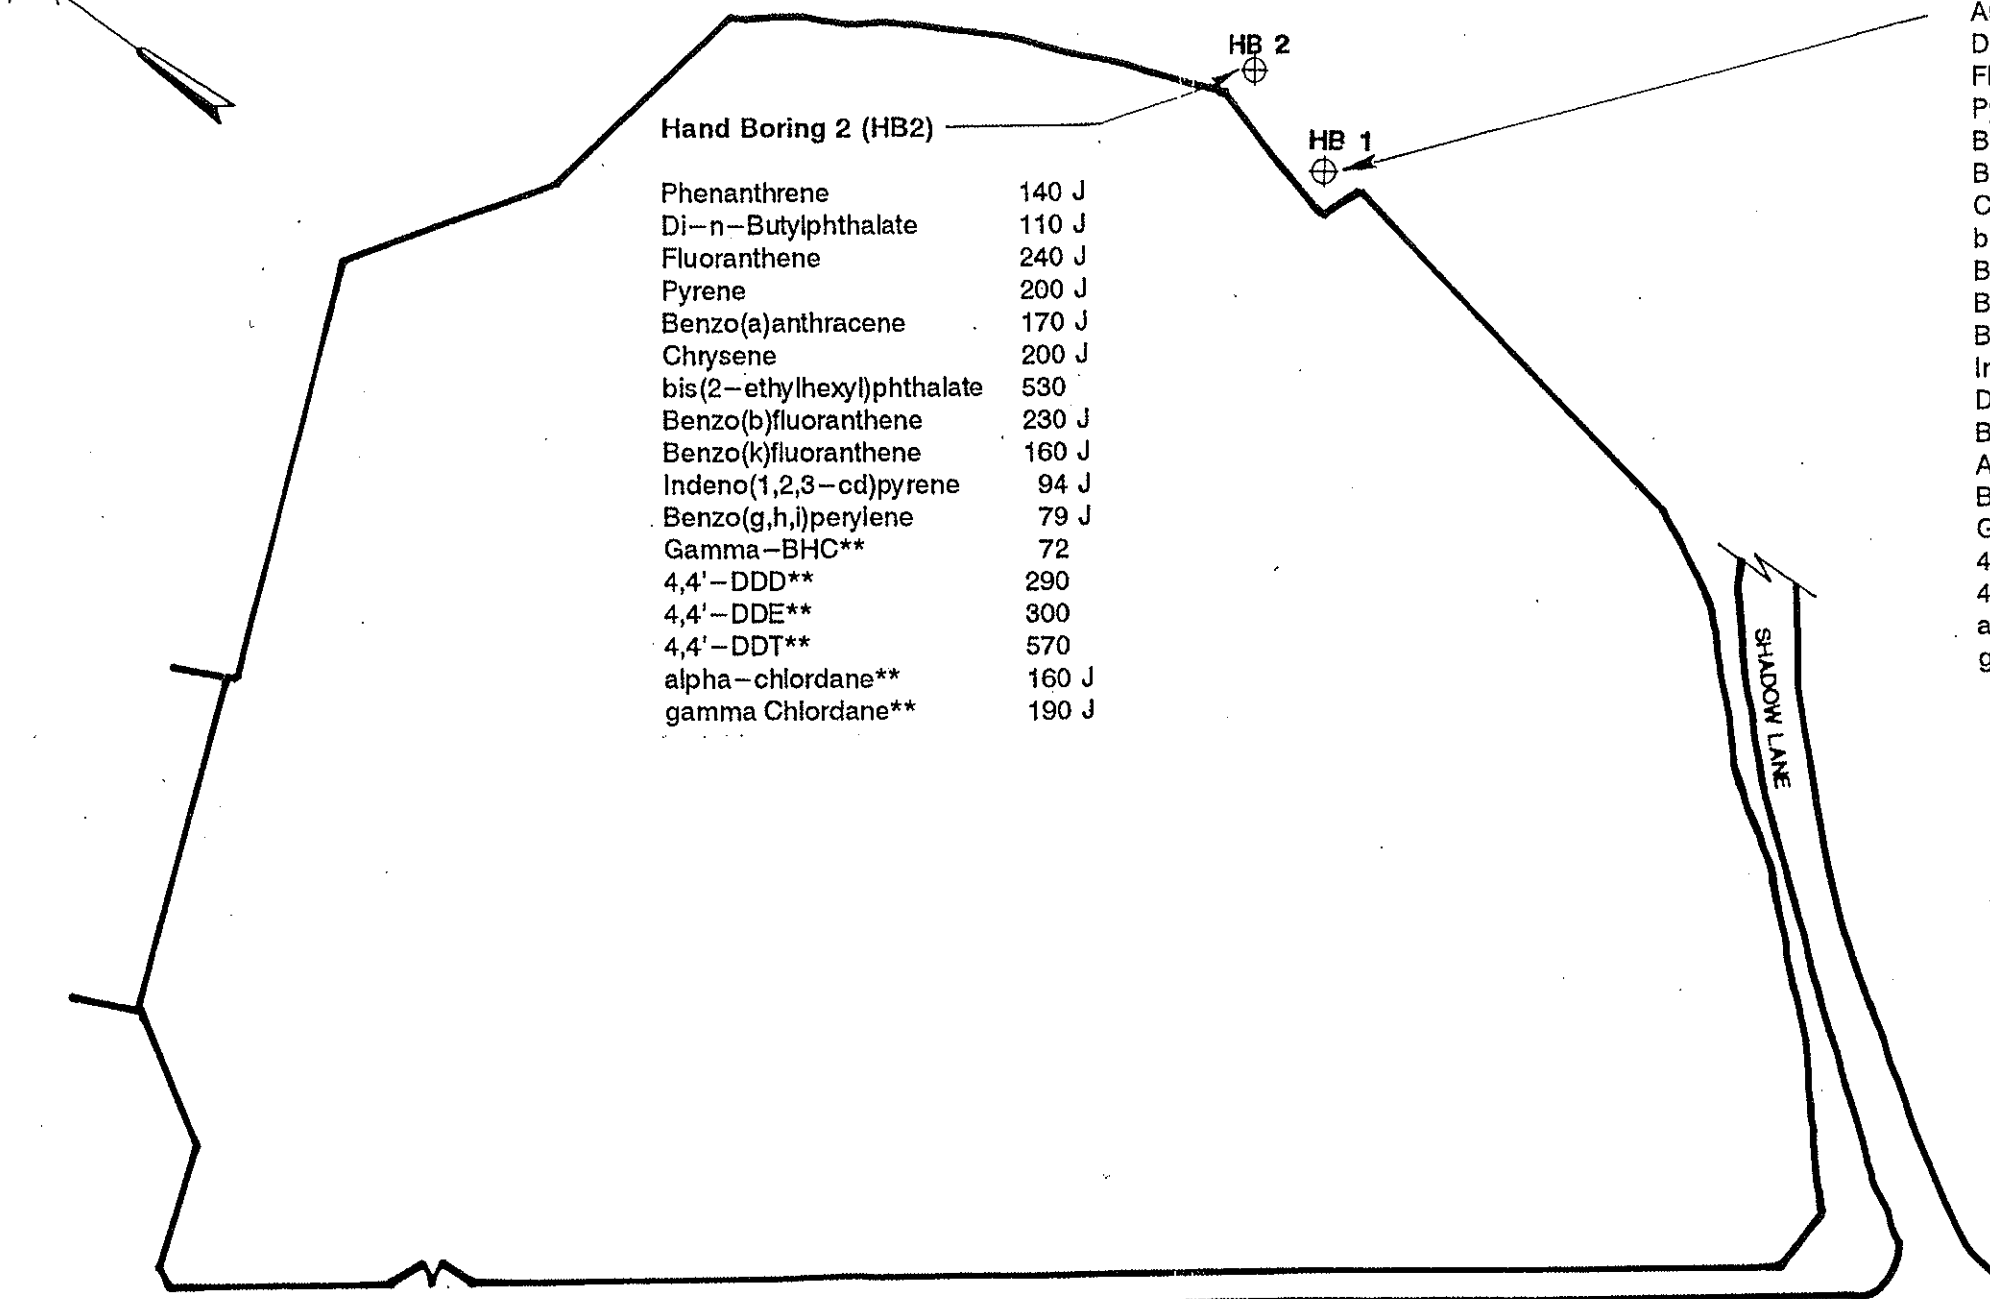 HB 2
HB 1
Hand Boring 2 (HB2)
Phenanthrene 140 J
Di-n-Butylphthalate 110 J
Fluoranthene 240 J
Pyrene 200 J
Benzo(a)anthracene 170 J
Chrysene 200 J
bis(2-ethylhexyl)phthalate 530
Benzo(b)fluoranthene 230 J
Benzo(k)fluoranthene 160 J
Indeno(1,2,3-cd)pyrene 94 J
Benzo(g,h,i)perylene 79 J
Gamma-BHC** 72
4,4'-DDD** 290
4,4'-DDE** 300
4,4'-DDT** 570
alpha-chlordane** 160 J
gamma Chlordane** 190 J
SHADOW LANE